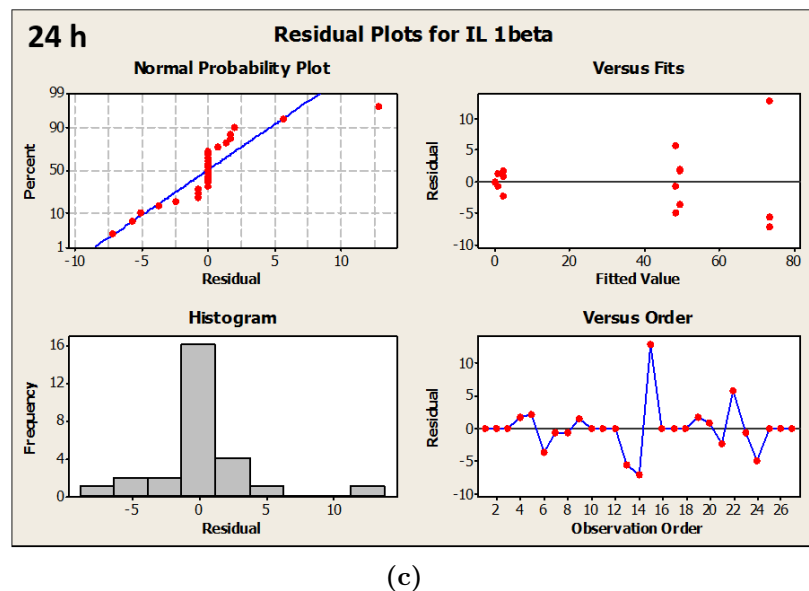 24 h
Residual Plots for IL 1beta
Normal Probability Plot
Percent
99
90
50
10
1
-10 -5 0 5 10
Residual
Versus Fits
Residual
10
5
0
-5
-10
0 20 40 60 80
Fitted Value
Histogram
Frequency
16
12
8
4
0
-5 0 5 10
Residual
Versus Order
Residual
10
5
0
-5
-10
2 4 6 8 10 12 14 16 18 20 22 24 26
Observation Order
(c)